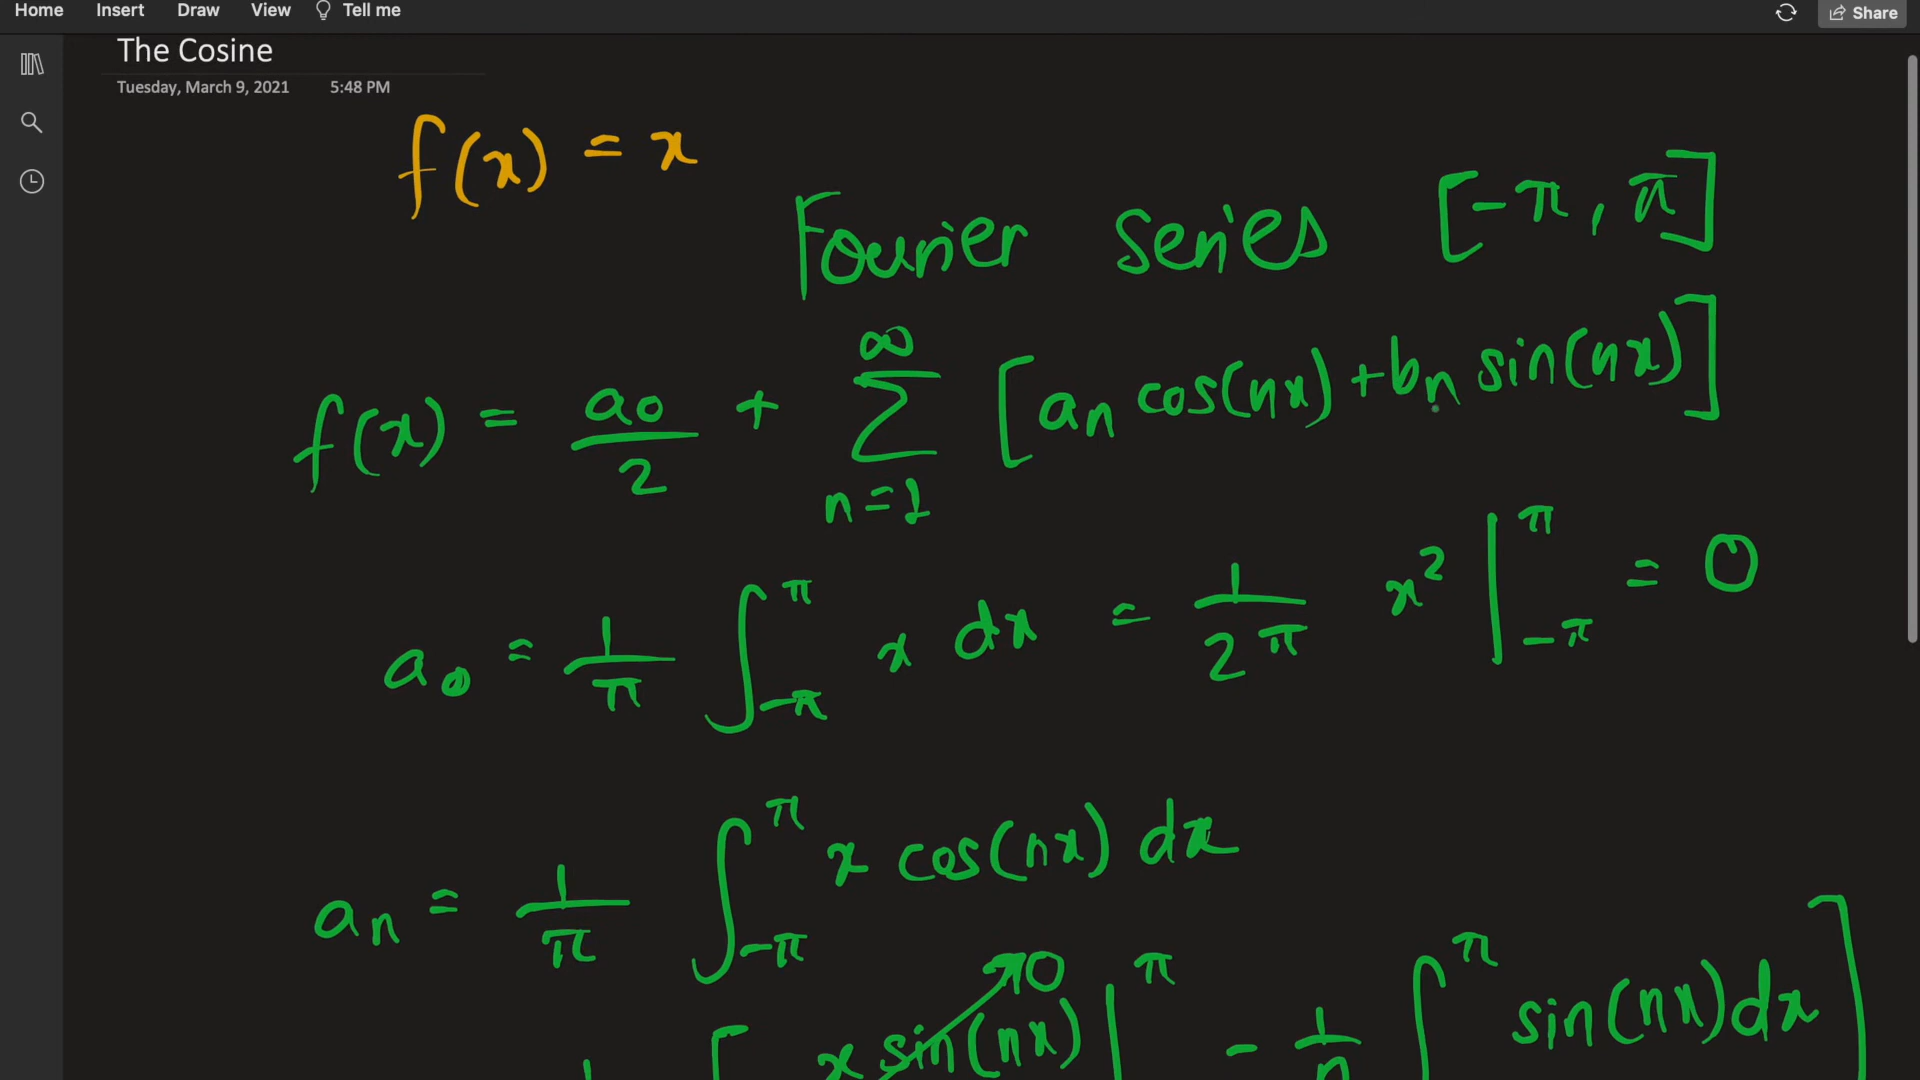 Home Insert Draw View Tell me Share
The Cosine
Tuesday, March 9, 2021 5:48 PM
f(x) = x
Fourier Series [-π, π]
f(x) = a0/2 + ∑ n=1 ∞ [an cos(nx) + bn sin(nx)]
a0 = 1/π ∫ -π π x dx = 1/2π x² | -π π = 0
an = 1/π ∫ -π π x cos(nx) dx
1 [ x sin(nx) 0 | π - 1/n ∫ π sin(nx) dx ]